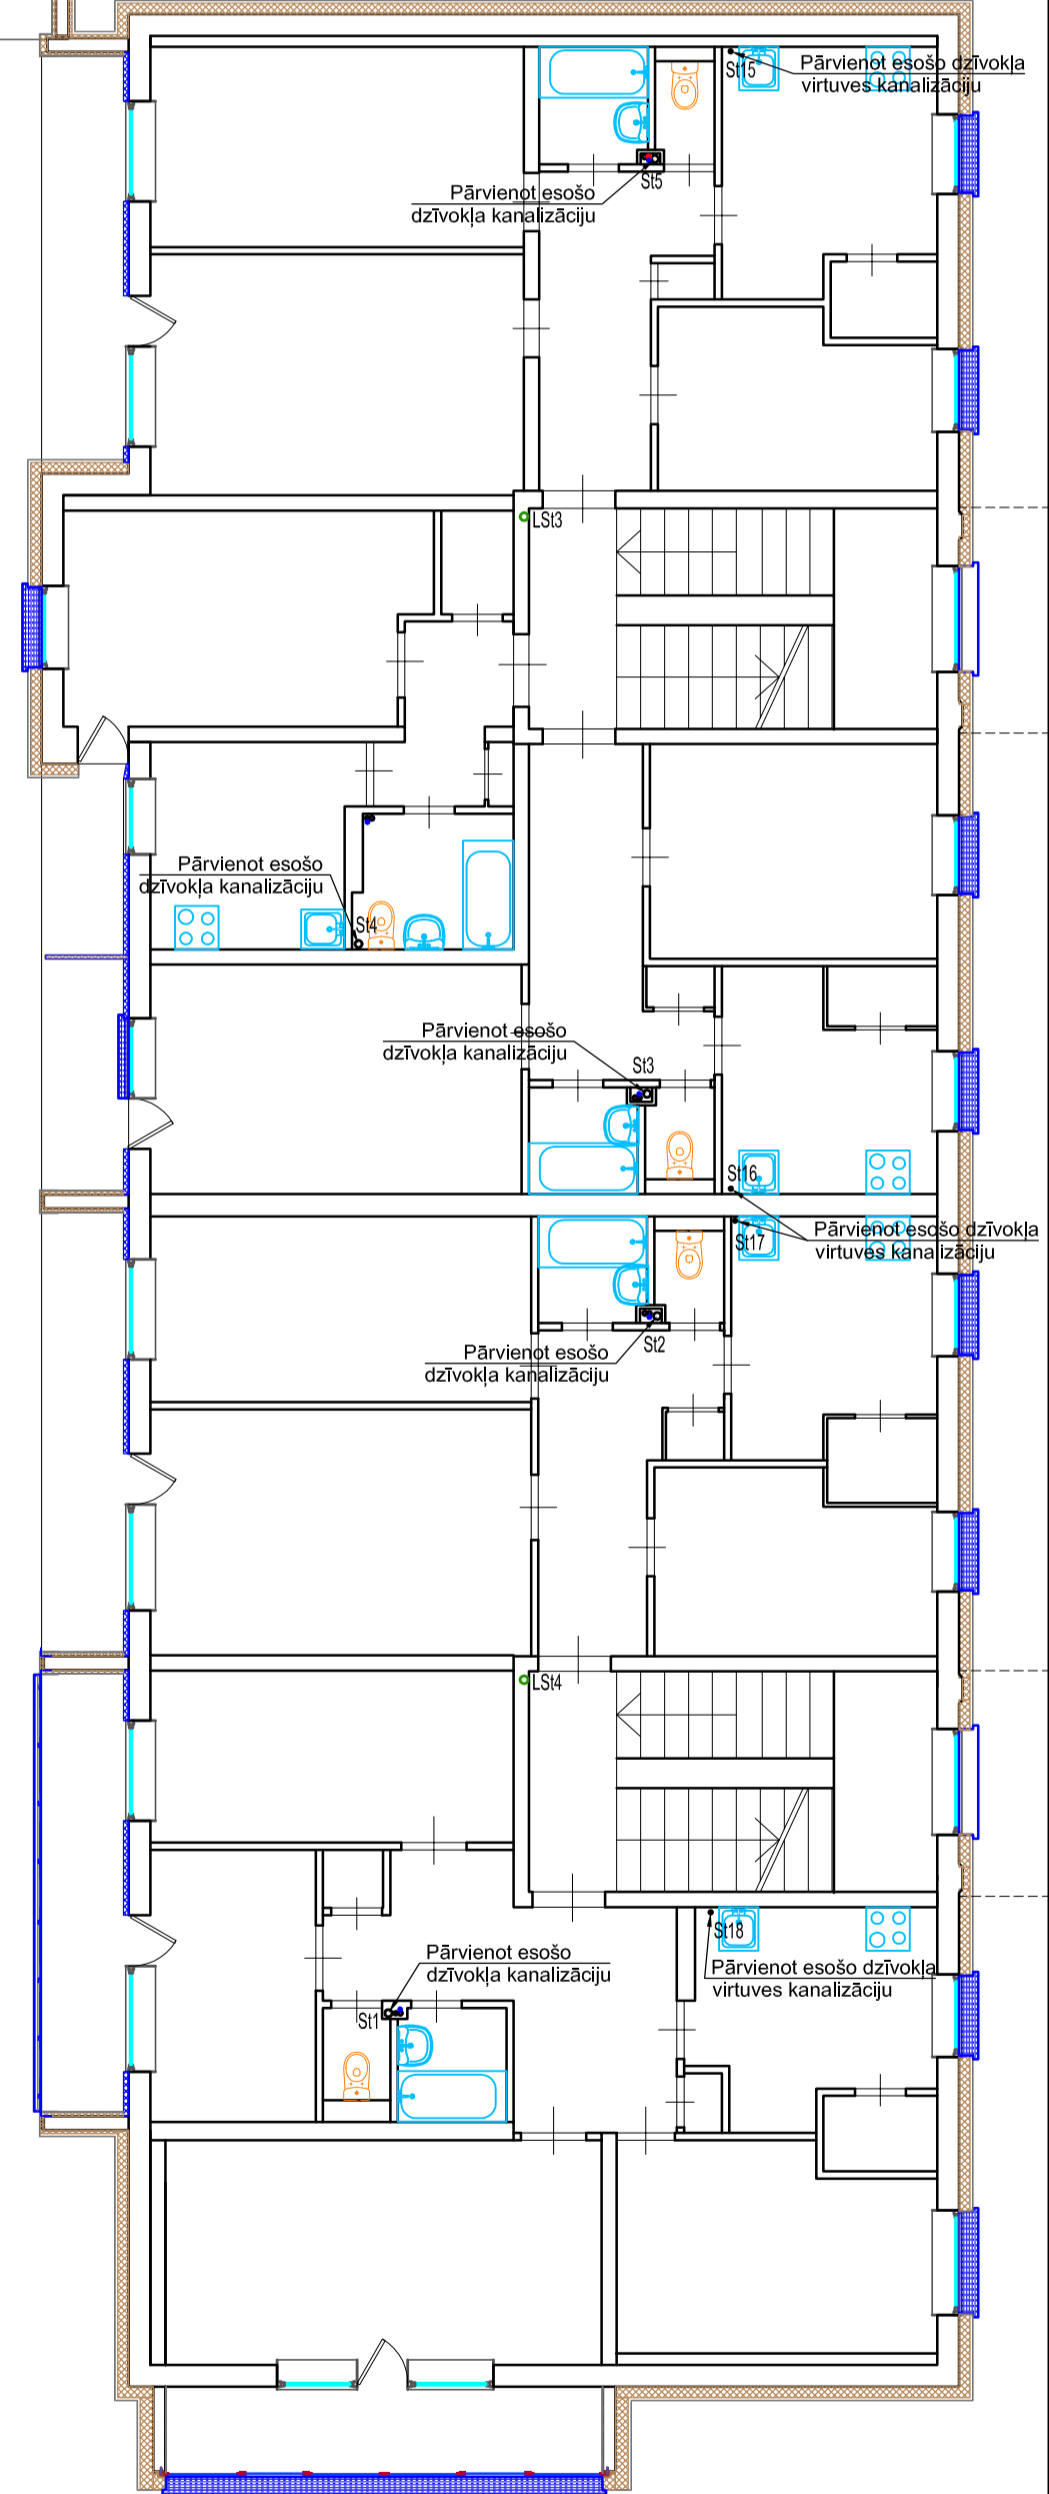 St15
Pārvienot esošo dzīvokļa
virtuves kanalizāciju
St5
Pārvienot esošo
dzīvokļa kanalizāciju
LSt3
Pārvienot esošo
dzīvokļa kanalizāciju
St4
Pārvienot esošo
dzīvokļa kanalizāciju
St3
St16
Pārvienot esošo dzīvokļa
virtuves kanalizāciju
St17
St2
Pārvienot esošo
dzīvokļa kanalizāciju
LSt4
St18
Pārvienot esošo
dzīvokļa kanalizāciju
Pārvienot esošo dzīvokļa
virtuves kanalizāciju
St1